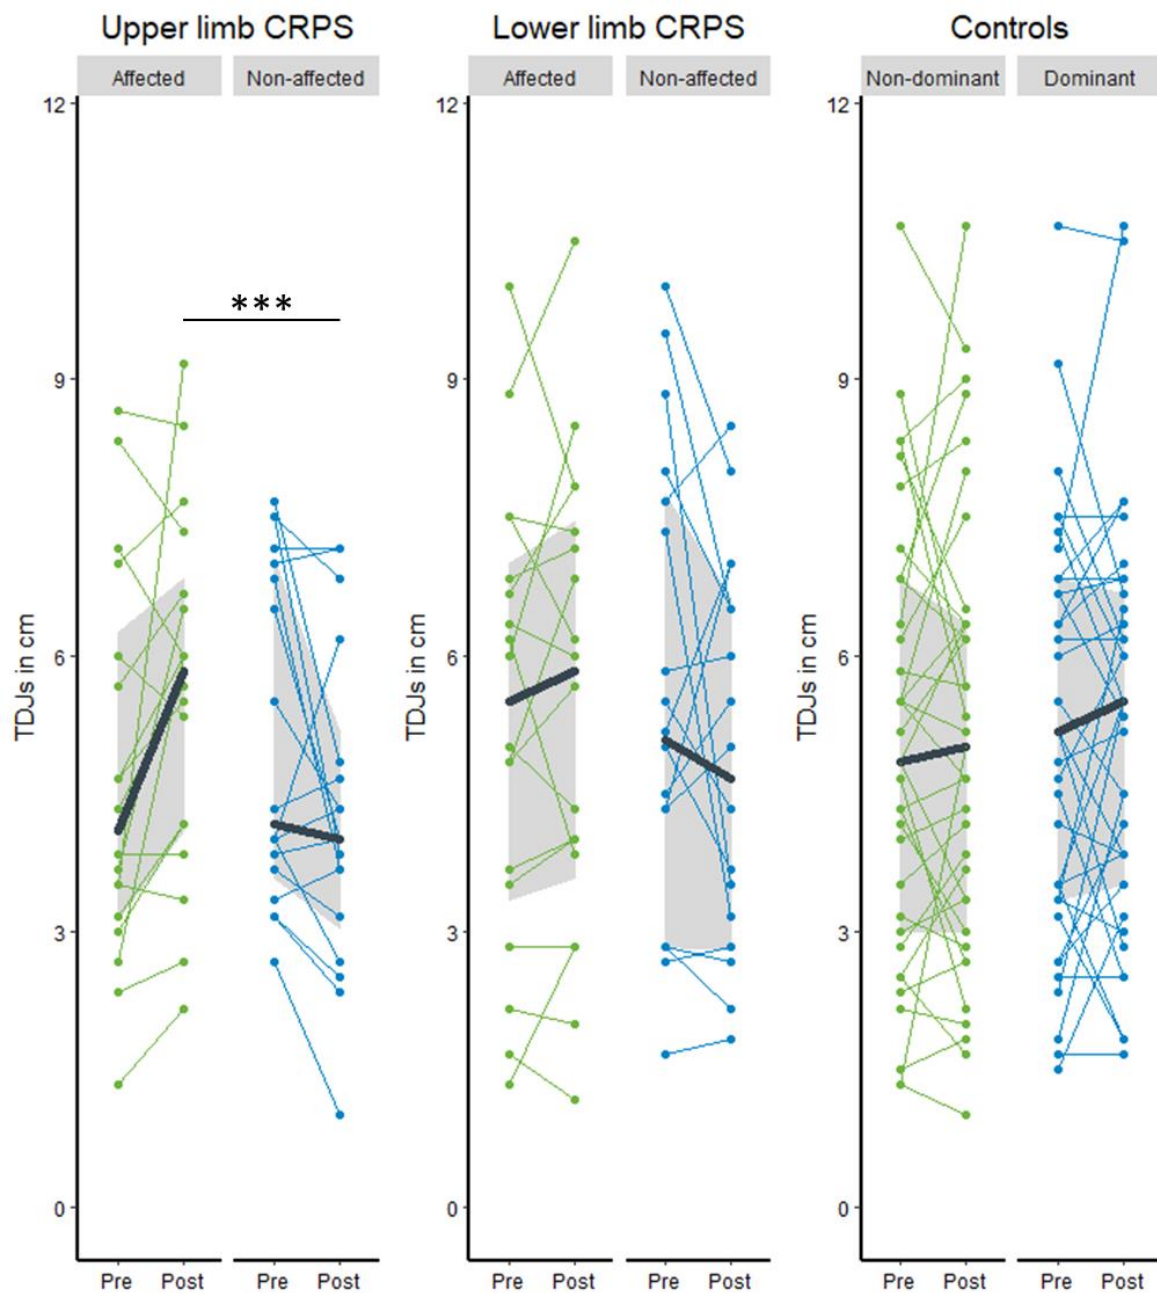 Upper limb CRPS
Lower limb CRPS
Controls
Affected
Non-affected
Affected
Non-affected
Non-dominant
Dominant
12
9
6
3
0
TDJs in cm
***
12
9
6
3
0
TDJs in cm
12
9
6
3
0
TDJs in cm
Pre Post Pre Post
Pre Post Pre Post
Pre Post Pre Post